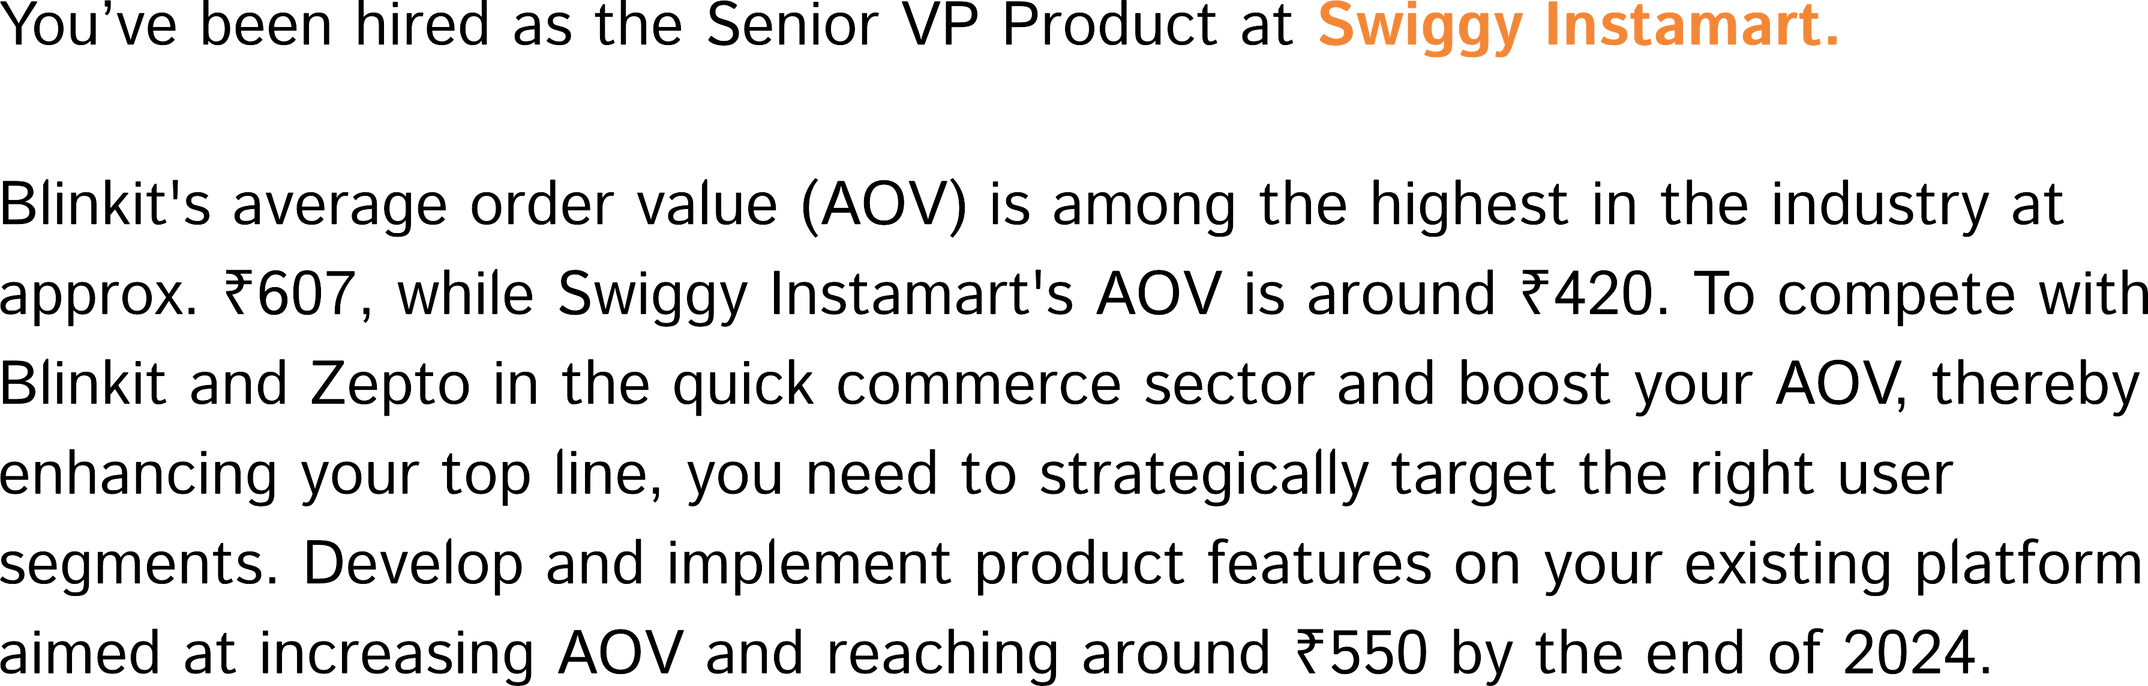 You’ve been hired as the Senior VP Product at Swiggy Instamart.
Blinkit's average order value (AOV) is among the highest in the industry at
approx. ₹607, while Swiggy Instamart's AOV is around ₹420. To compete with
Blinkit and Zepto in the quick commerce sector and boost your AOV, thereby
enhancing your top line, you need to strategically target the right user
segments. Develop and implement product features on your existing platform
aimed at increasing AOV and reaching around ₹550 by the end of 2024.